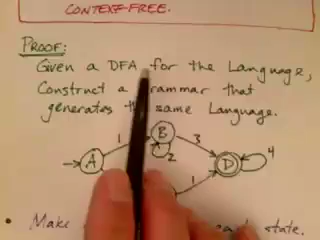 CONTEXT-FREE.
PROOF:
Given a DFA for the Language,
Construct a grammar that
generates the same Language.
1 B 3
A 2 D 4
1
Make state.